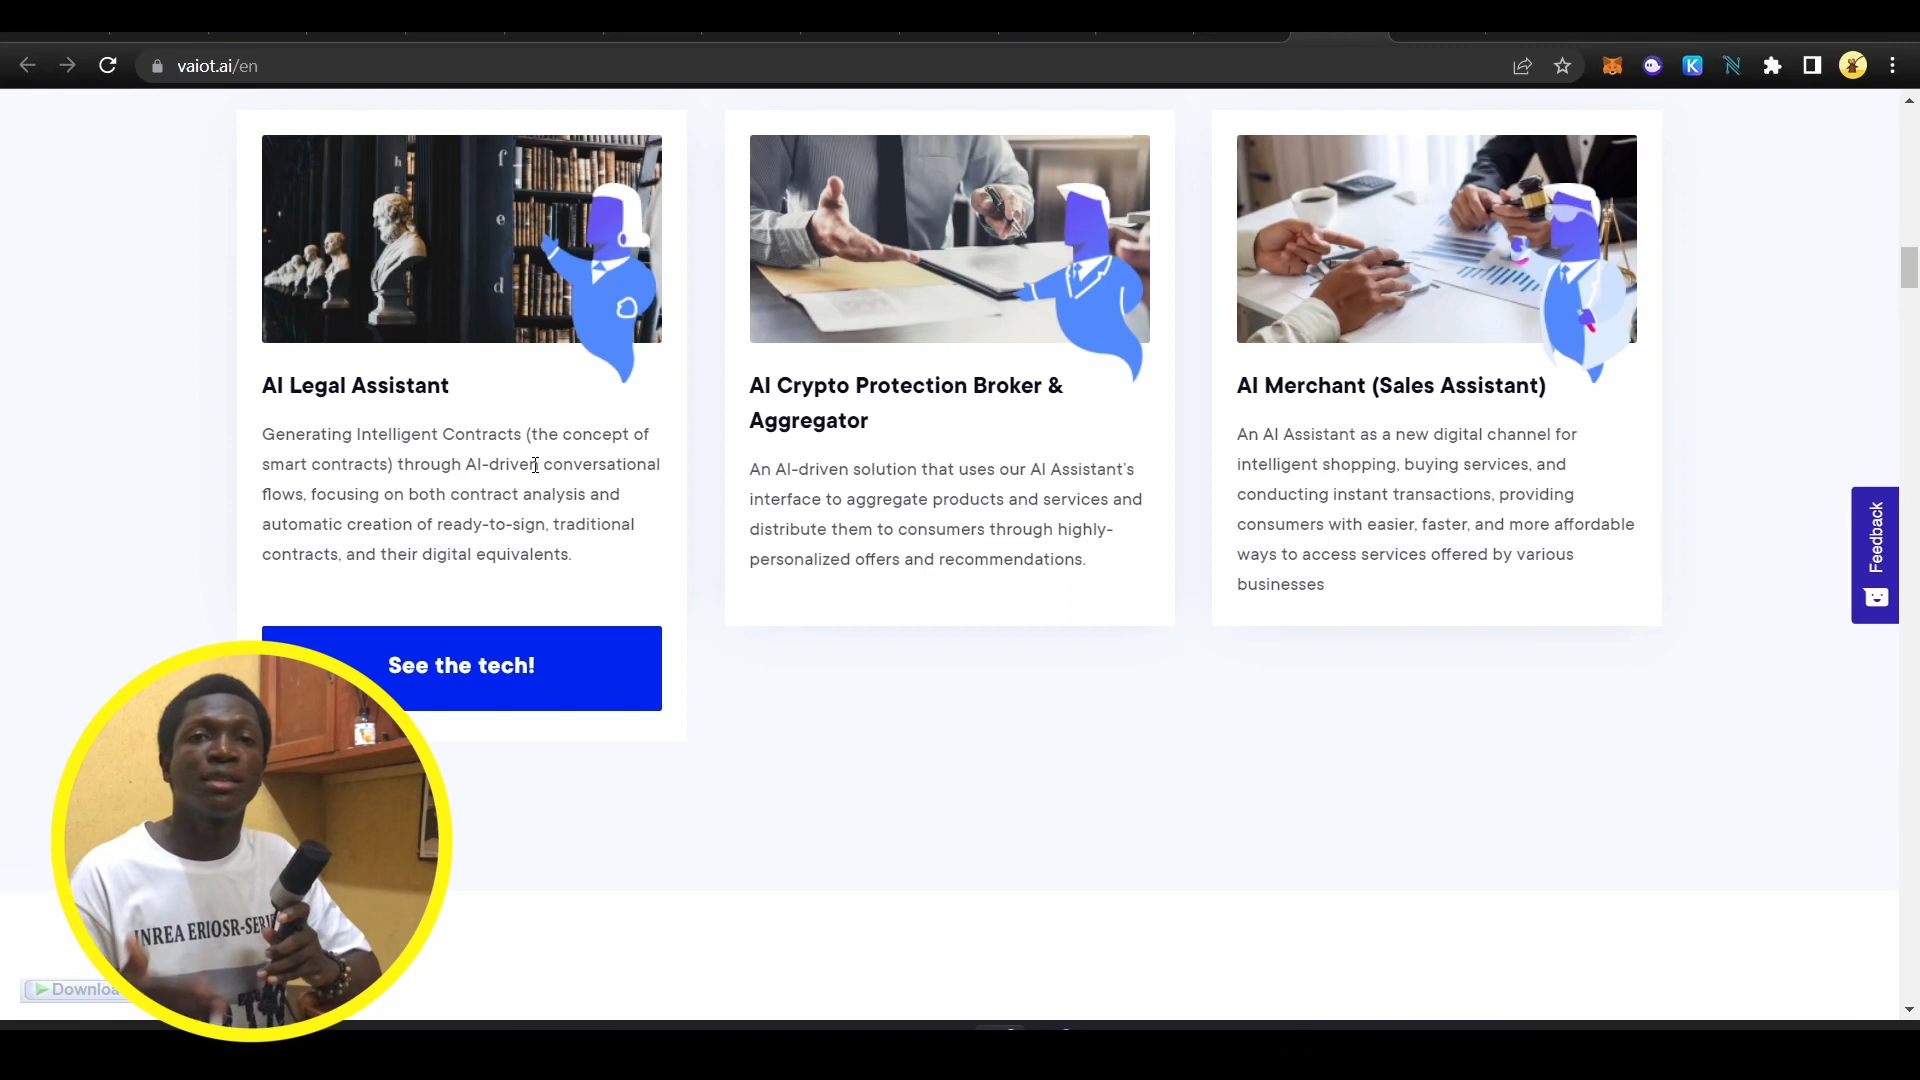 vaiot.ai/en
h
f
e
d
AI Legal Assistant
Generating Intelligent Contracts (the concept of
smart contracts) through AI-driven conversational
flows, focusing on both contract analysis and
automatic creation of ready-to-sign, traditional
contracts, and their digital equivalents.
See the tech!
AI Crypto Protection Broker &
Aggregator
An AI-driven solution that uses our AI Assistant's
interface to aggregate products and services and
distribute them to consumers through highly-
personalized offers and recommendations.
AI Merchant (Sales Assistant)
An AI Assistant as a new digital channel for
intelligent shopping, buying services, and
conducting instant transactions, providing
consumers with easier, faster, and more affordable
ways to access services offered by various
businesses
Feedback
INREA ERIOSR-SERI
Downloa